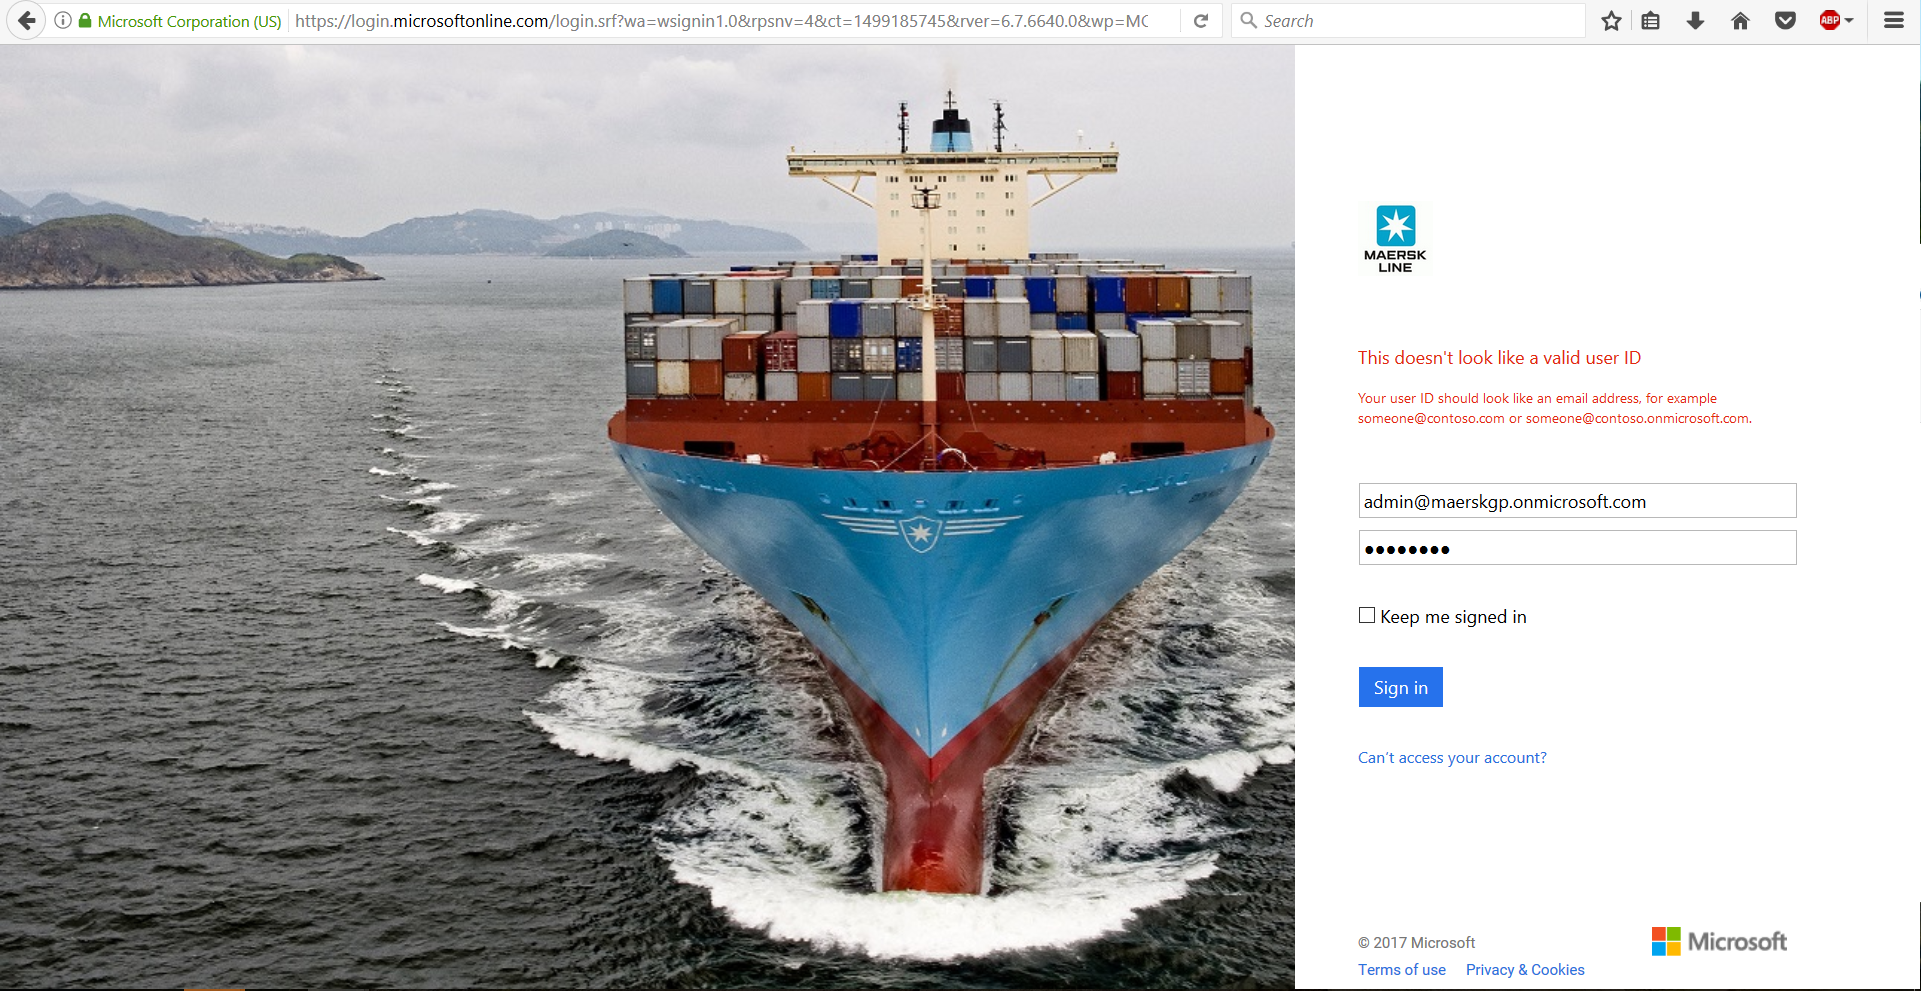 Microsoft Corporation (US)
https://login.microsoftonline.com/login.srf?wa=wsignin1.0&rpsnv=4&ct=1499185745&rver=6.7.6640.0&wp=MC
Search
ABP
MAERSK
LINE
This doesn't look like a valid user ID
Your user ID should look like an email address, for example
someone@contoso.com or someone@contoso.onmicrosoft.com.
admin@maerskgp.onmicrosoft.com
Keep me signed in
Sign in
Can't access your account?
© 2017 Microsoft
Microsoft
Terms of use Privacy & Cookies